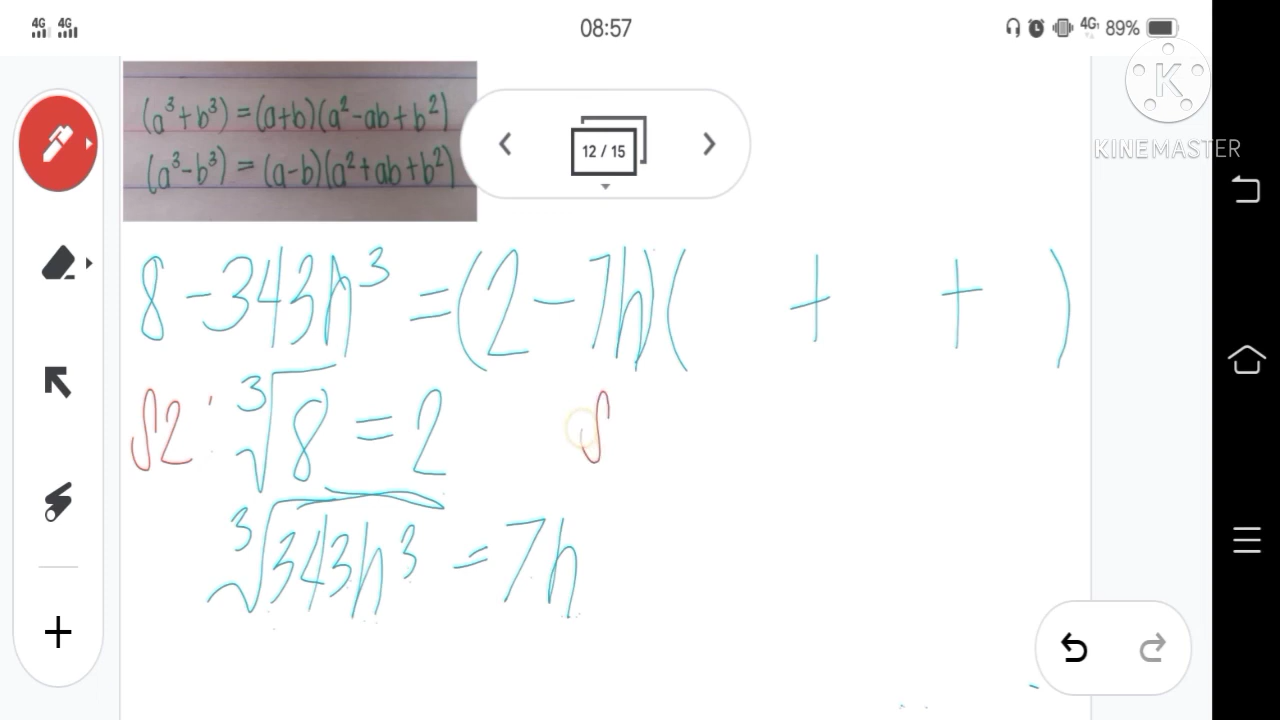 4G 4G 08:57 4G 89%
(a³+b³) = (a+b)(a²-ab+b²)
(a³-b³) = (a-b)(a²+ab+b²)
12 / 15
K
KINEMASTER
8 - 343h³ = (2 - 7h)( + + )
S2: ³√8 = 2 S
³√343h³ = 7h